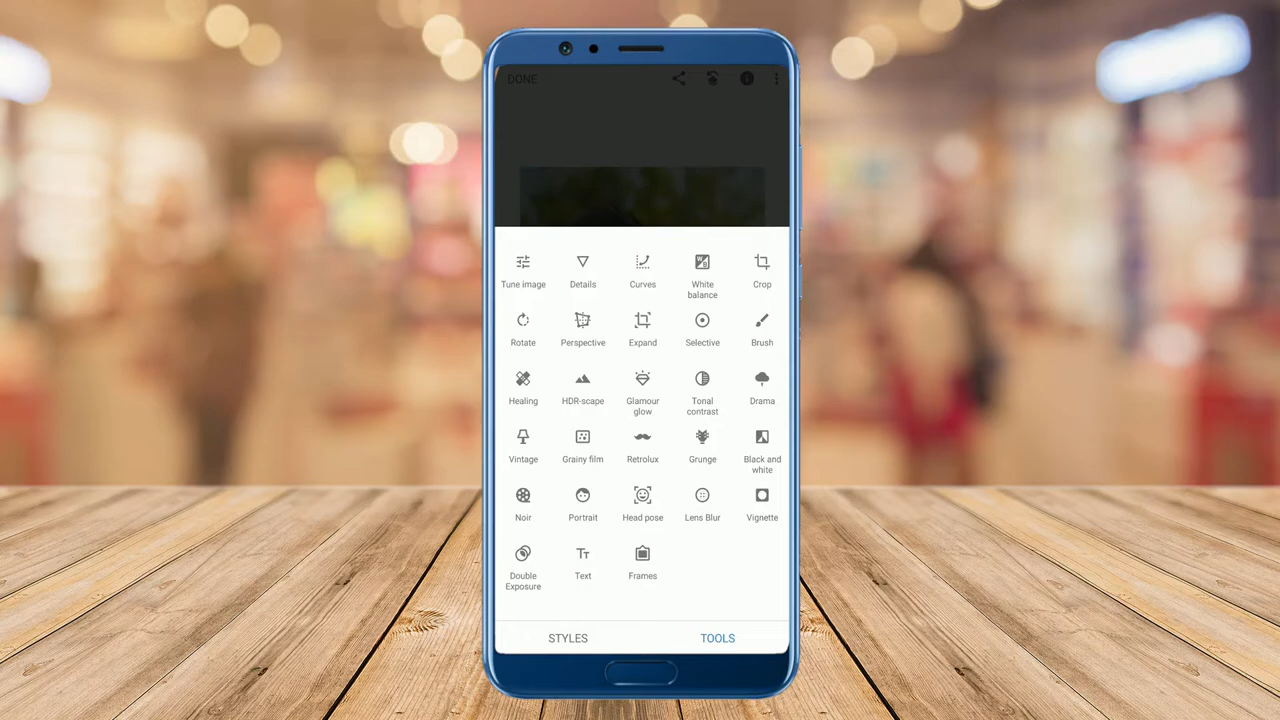 DONE
Tune image
Details
Curves
White
balance
Crop
Rotate
Perspective
Expand
Selective
Brush
Healing
HDR-scape
Glamour
glow
Tonal
contrast
Drama
Vintage
Grainy film
Retrolux
Grunge
Black and
white
Noir
Portrait
Head pose
Lens Blur
Vignette
Double
Exposure
Text
Frames
STYLES
TOOLS